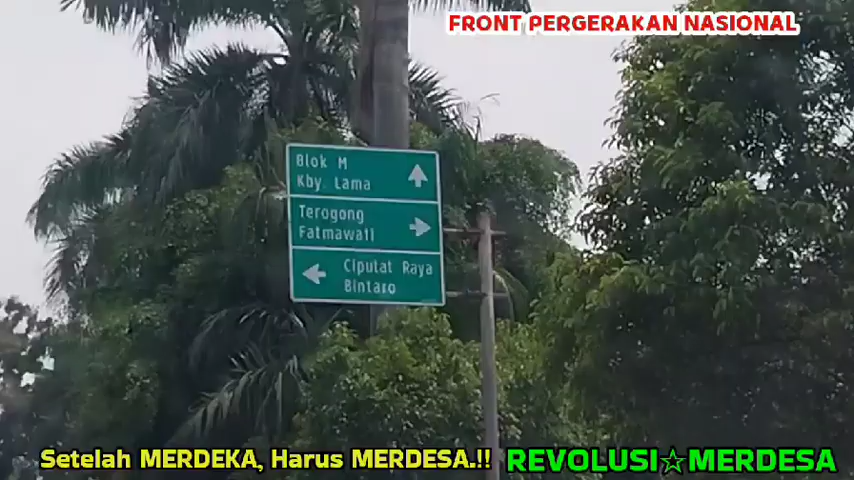 FRONT PERGERAKAN NASIONAL
Blok M
Kby. Lama
Terogong
Fatmawati
Ciputat Raya
Bintaro
Setelah MERDEKA, Harus MERDESA.!!
REVOLUSI☆MERDESA